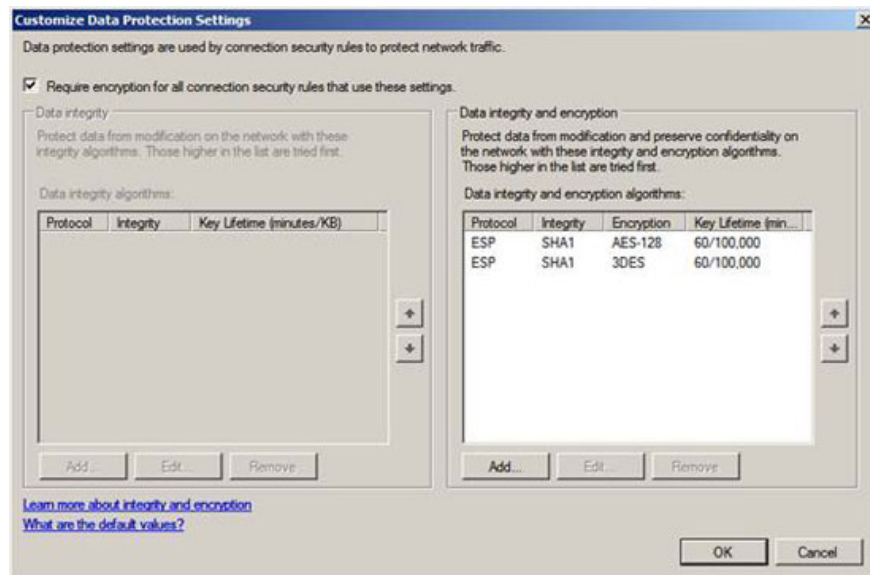 Customize Data Protection Settings
Data protection settings are used by connection security rules to protect network traffic.
Require encryption for all connection security rules that use these settings.
Data integrity
Protect data from modification on the network with these
integrity algorithms. Those higher in the list are tried first.
Data integrity algorithms:
Protocol Integrity Key Lifetime (minutes/KB)
Add... Edit... Remove
Data integrity and encryption
Protect data from modification and preserve confidentiality on
the network with these integrity and encryption algorithms.
Those higher in the list are tried first.
Data integrity and encryption algorithms:
Protocol Integrity Encryption Key Lifetime (min...
ESP SHA1 AES-128 60/100,000
ESP SHA1 3DES 60/100,000
Add... Edit... Remove
Learn more about integrity and encryption
What are the default values?
OK Cancel